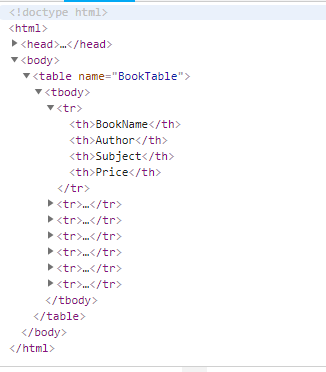 <!doctype html>
<html>
<head>…</head>
<body>
<table name="BookTable">
<tbody>
<tr>
<th>BookName</th>
<th>Author</th>
<th>Subject</th>
<th>Price</th>
</tr>
<tr>…</tr>
<tr>…</tr>
<tr>…</tr>
<tr>…</tr>
<tr>…</tr>
<tr>…</tr>
</tbody>
</table>
</body>
</html>